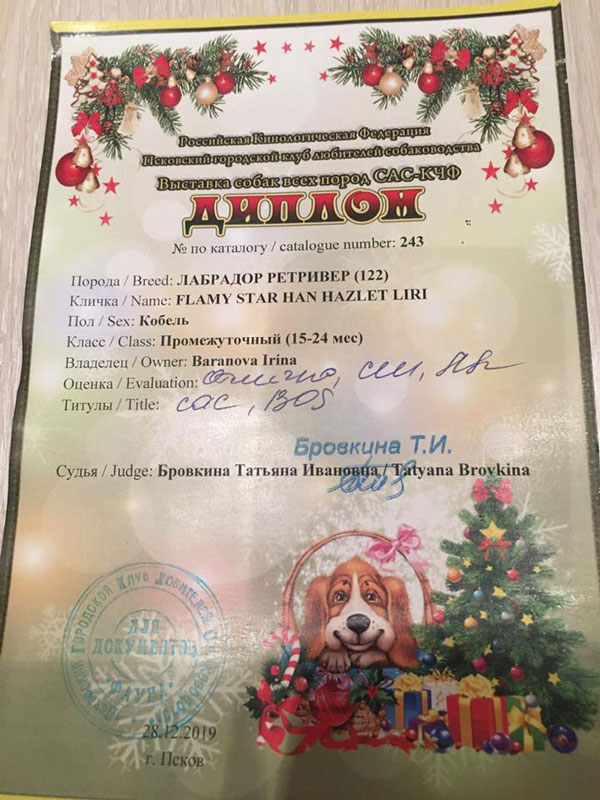 Российская Кинологическая Федерация
Псковский городской клуб любителей собаководства
Выставка собак всех пород САС-КЧФ
ДИПЛОМ
№ по каталогу / catalogue number: 243
Порода / Breed: ЛАБРАДОР РЕТРИВЕР (122)
Кличка / Name: FLAMY STAR HAN HAZLET LIRI
Пол / Sex: Кобель
Класс / Class: Промежуточный (15-24 мес)
Владелец / Owner: Baranova Irina
Оценка / Evaluation: отлично,
Титулы / Title: САС, BOS
Бровкина Т.И.
Судья / Judge: Бровкина Татьяна Ивановна / Tatyana Brovkina
ДЛЯ
ДОКУМЕНТОВ
28.12.2019
г. Псков